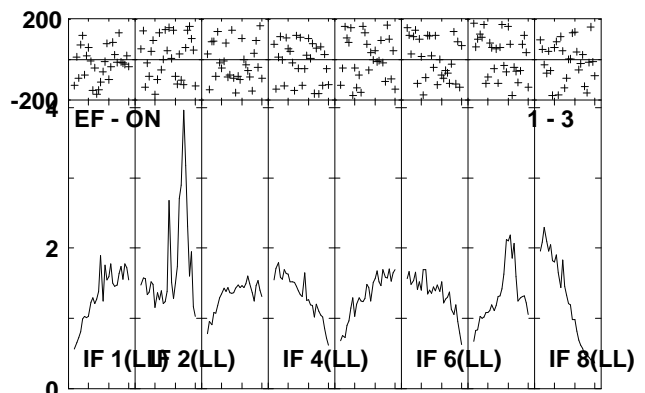 200
-200
4
EF - ON 1 - 3
2
IF 1(LL) IF 2(LL) IF 4(LL) IF 6(LL) IF 8(LL)
0